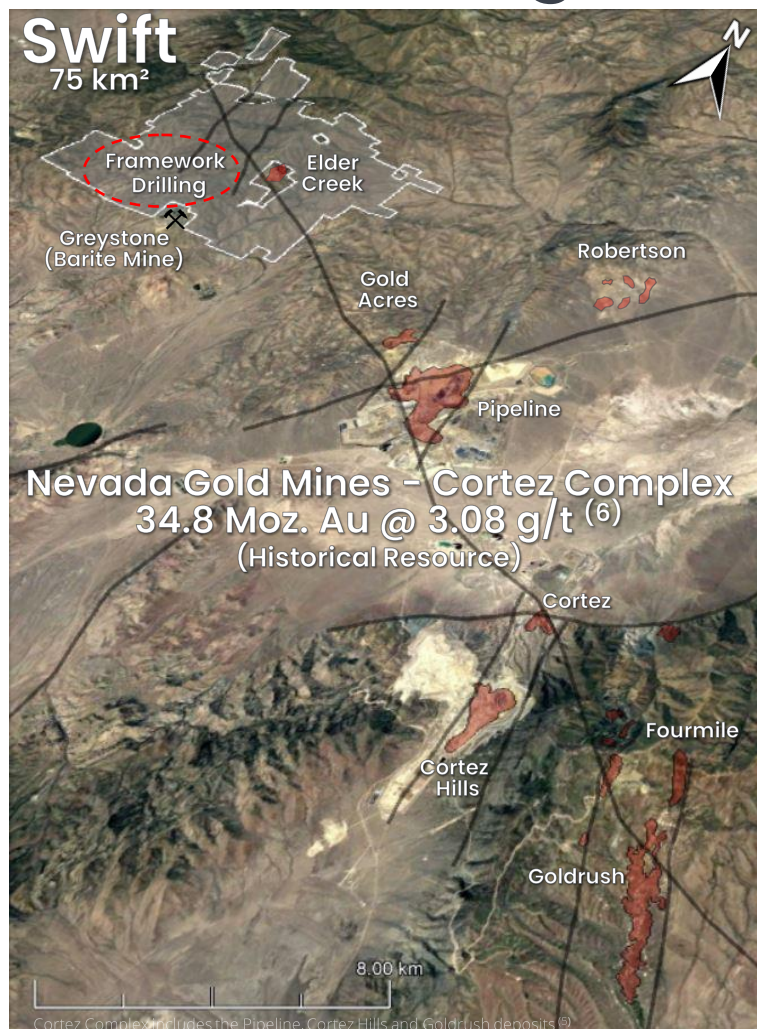 Swift
75 km²
N
Framework
Drilling
Elder
Creek
Greystone
(Barite Mine)
Robertson
Gold
Acres
Pipeline
Nevada Gold Mines - Cortez Complex
34.8 Moz. Au @ 3.08 g/t (6)
(Historical Resource)
Cortez
Fourmile
Cortez
Hills
Goldrush
8.00 km
Cortez Complex includes the Pipeline, Cortez Hills and Goldrush deposits (5)